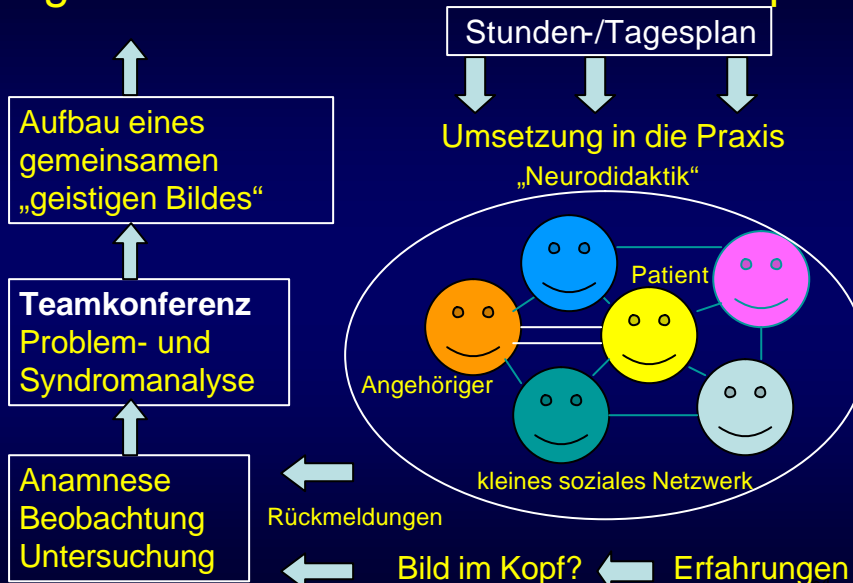 Stunden-/Tagesplan
Aufbau eines
gemeinsamen
„geistigen Bildes“
Umsetzung in die Praxis
„Neurodidaktik“
Patient
Teamkonferenz
Problem- und
Syndromanalyse
Angehöriger
Anamnese
Beobachtung
Untersuchung
kleines soziales Netzwerk
Rückmeldungen
Bild im Kopf?
Erfahrungen